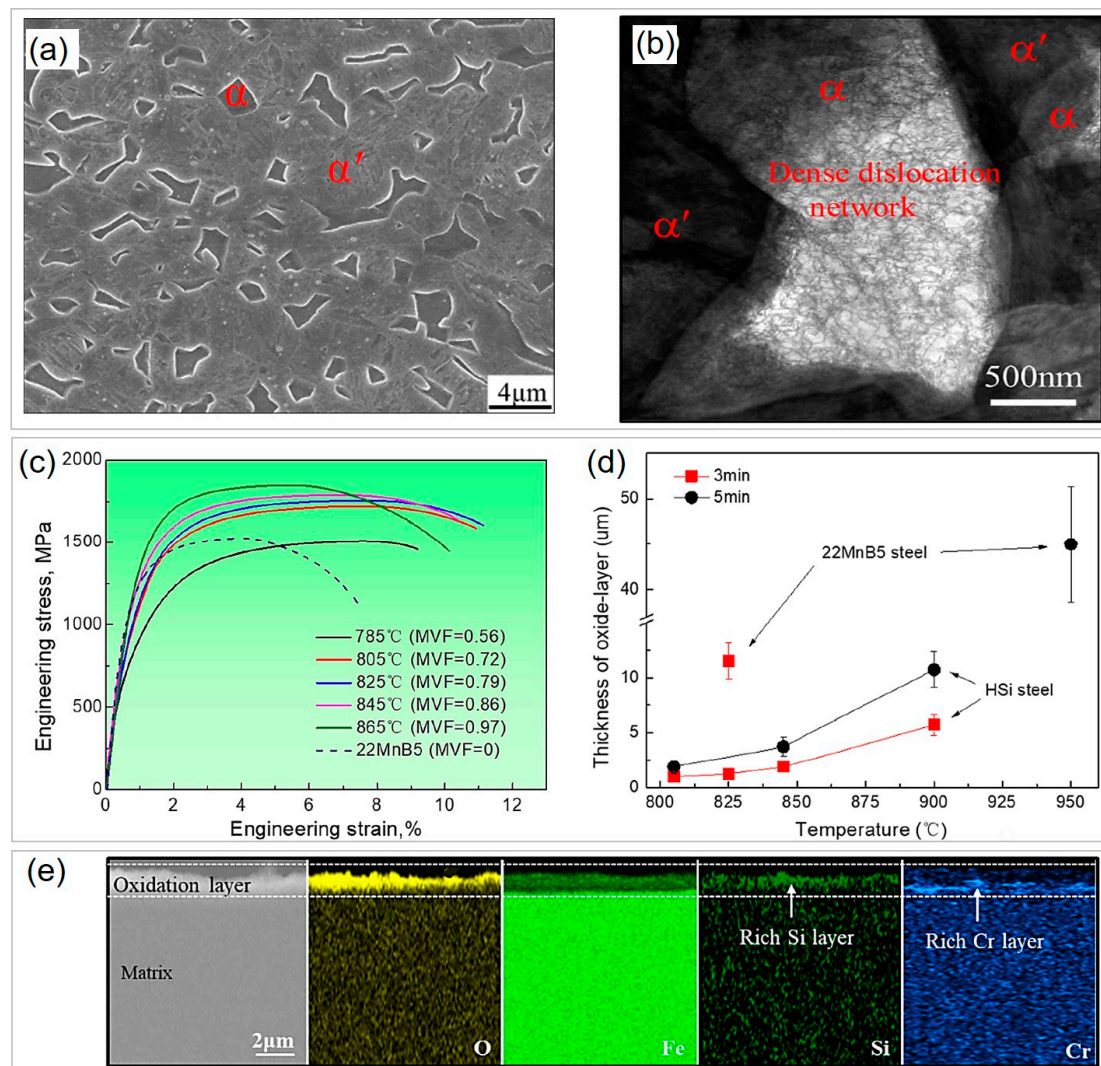 (a)
α
α′
4μm
(b)
α′
α
α
Dense dislocation
network
α′
500nm
(c)
2000
1500
1000
500
0
Engineering stress, MPa
785℃ (MVF=0.56)
805℃ (MVF=0.72)
825℃ (MVF=0.79)
845℃ (MVF=0.86)
865℃ (MVF=0.97)
22MnB5 (MVF=0)
0 2 4 6 8 10 12
Engineering strain,%
(d)
3min
5min
50
40
10
5
0
Thickness of oxide-layer (um)
22MnB5 steel
HSi steel
800 825 850 875 900 925 950
Temperature (℃)
(e)
Oxidation layer
Matrix
2μm
O
Fe
Rich Si layer
Si
Rich Cr layer
Cr